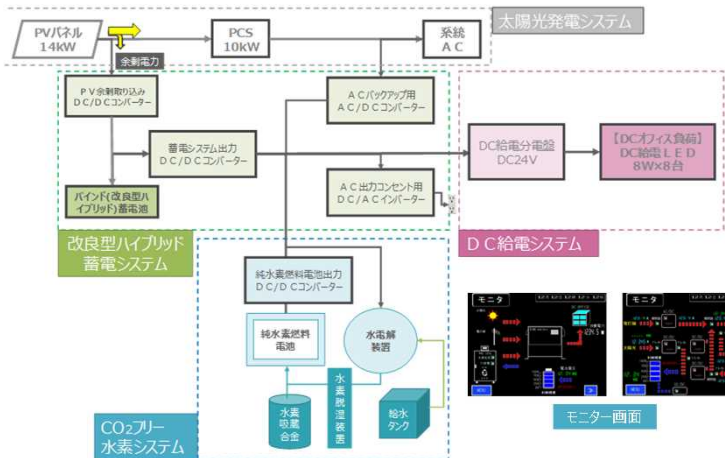 太陽光発電システム
PVパネル
14kW
PCS
10kW
系統
AC
余剰電力
PV余剰取り込み
DC/DCコンバーター
ACバックアップ用
AC/DCコンバーター
蓄電システム出力
DC/DCコンバーター
DC給電分電盤
DC24V
【DCオフィス負荷】
DC給電LED
8W×8台
バインド(改良型ハ
イブリッド)蓄電池
AC出力コンセント用
DC/ACインバーター
改良型ハイブリッド
蓄電システム
DC給電システム
純水素燃料電池出力
DC/DCコンバーター
純水素燃料
電池
水電解
装置
水素脱湿装置
水素
吸蔵
合金
給水
タンク
CO₂フリー
水素システム
モニタ
モニタ
モニター画面